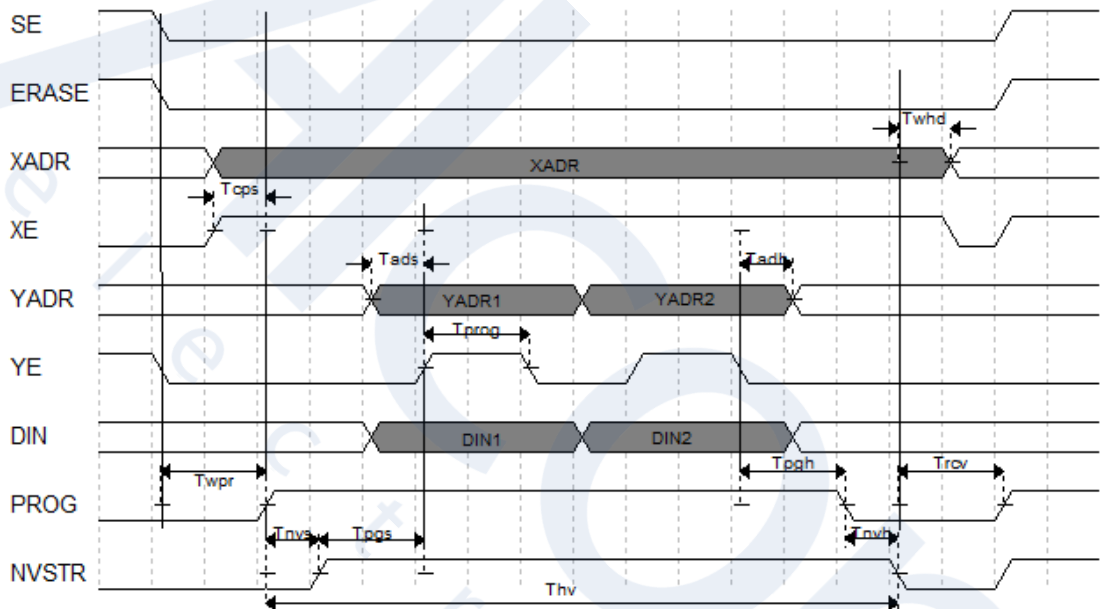 SE
ERASE
Twhd
XADR
XADR
Tcps
XE
Tads
Tadh
YADR
YADR1
YADR2
Tprog
YE
DIN
DIN1
DIN2
Twpr
Tpgh
Trcv
PROG
Tnvs
Tpgs
Tnvh
NVSTR
Thv